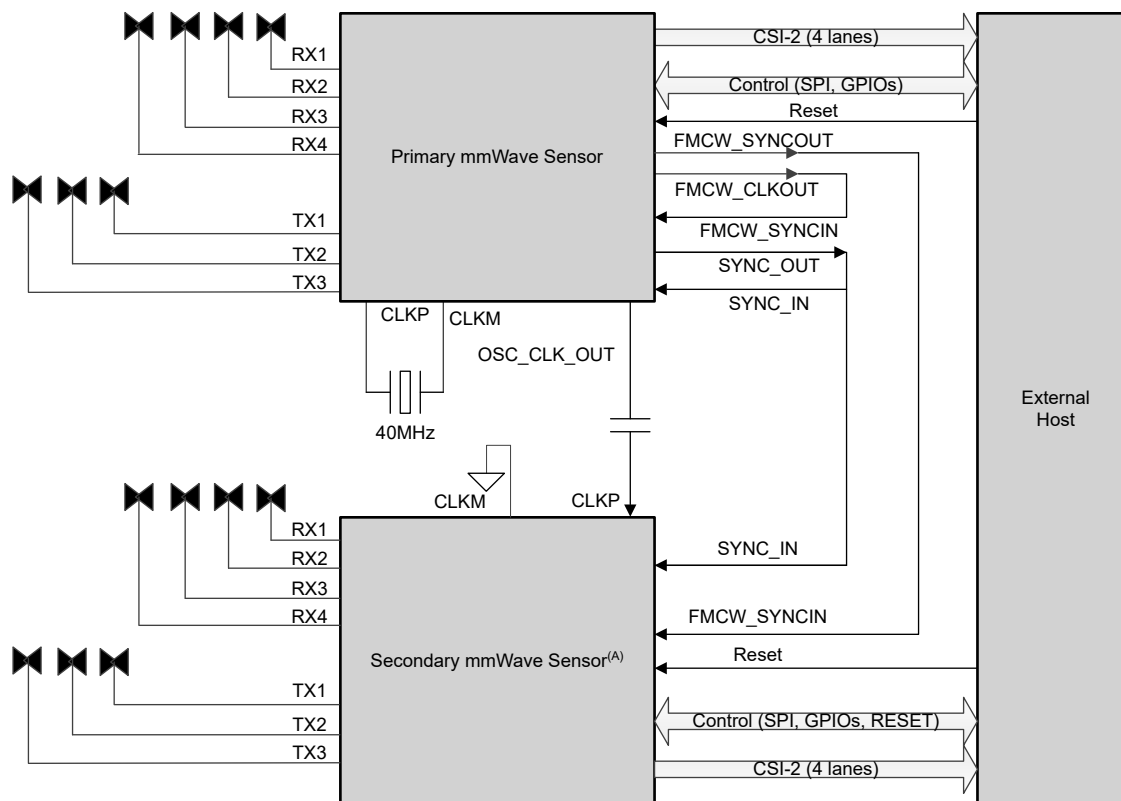 CSI-2 (4 lanes)
RX1
Control (SPI, GPIOs)
RX2
Reset
RX3
FMCW_SYNCOUT
RX4
Primary mmWave Sensor
FMCW_CLKOUT
TX1
FMCW_SYNCIN
TX2
SYNC_OUT
TX3
SYNC_IN
CLKP
CLKM
OSC_CLK_OUT
External
Host
40MHz
CLKM
CLKP
RX1
SYNC_IN
RX2
RX3
RX4
FMCW_SYNCIN
Secondary mmWave Sensor(A)
Reset
TX1
TX2
Control (SPI, GPIOs, RESET)
TX3
CSI-2 (4 lanes)